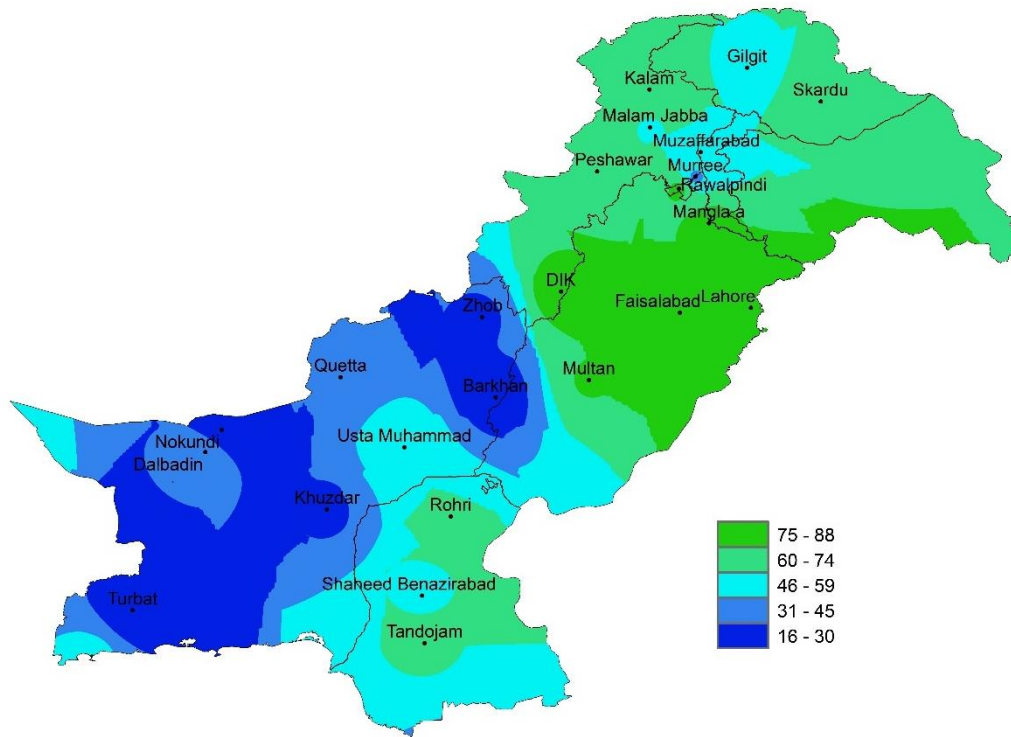 Gilgit
Kalam
Skardu
Malam Jabba
Muzaffarabad
Peshawar
Murree
Rawalpindi
Mangla a
DIK
Zhob
Faisalabad
Lahore
Quetta
Multan
Barkhan
Nokundi
Usta Muhammad
Dalbadin
Khuzdar
Rohri
75 - 88
60 - 74
46 - 59
31 - 45
16 - 30
Shaheed Benazirabad
Turbat
Tandojam